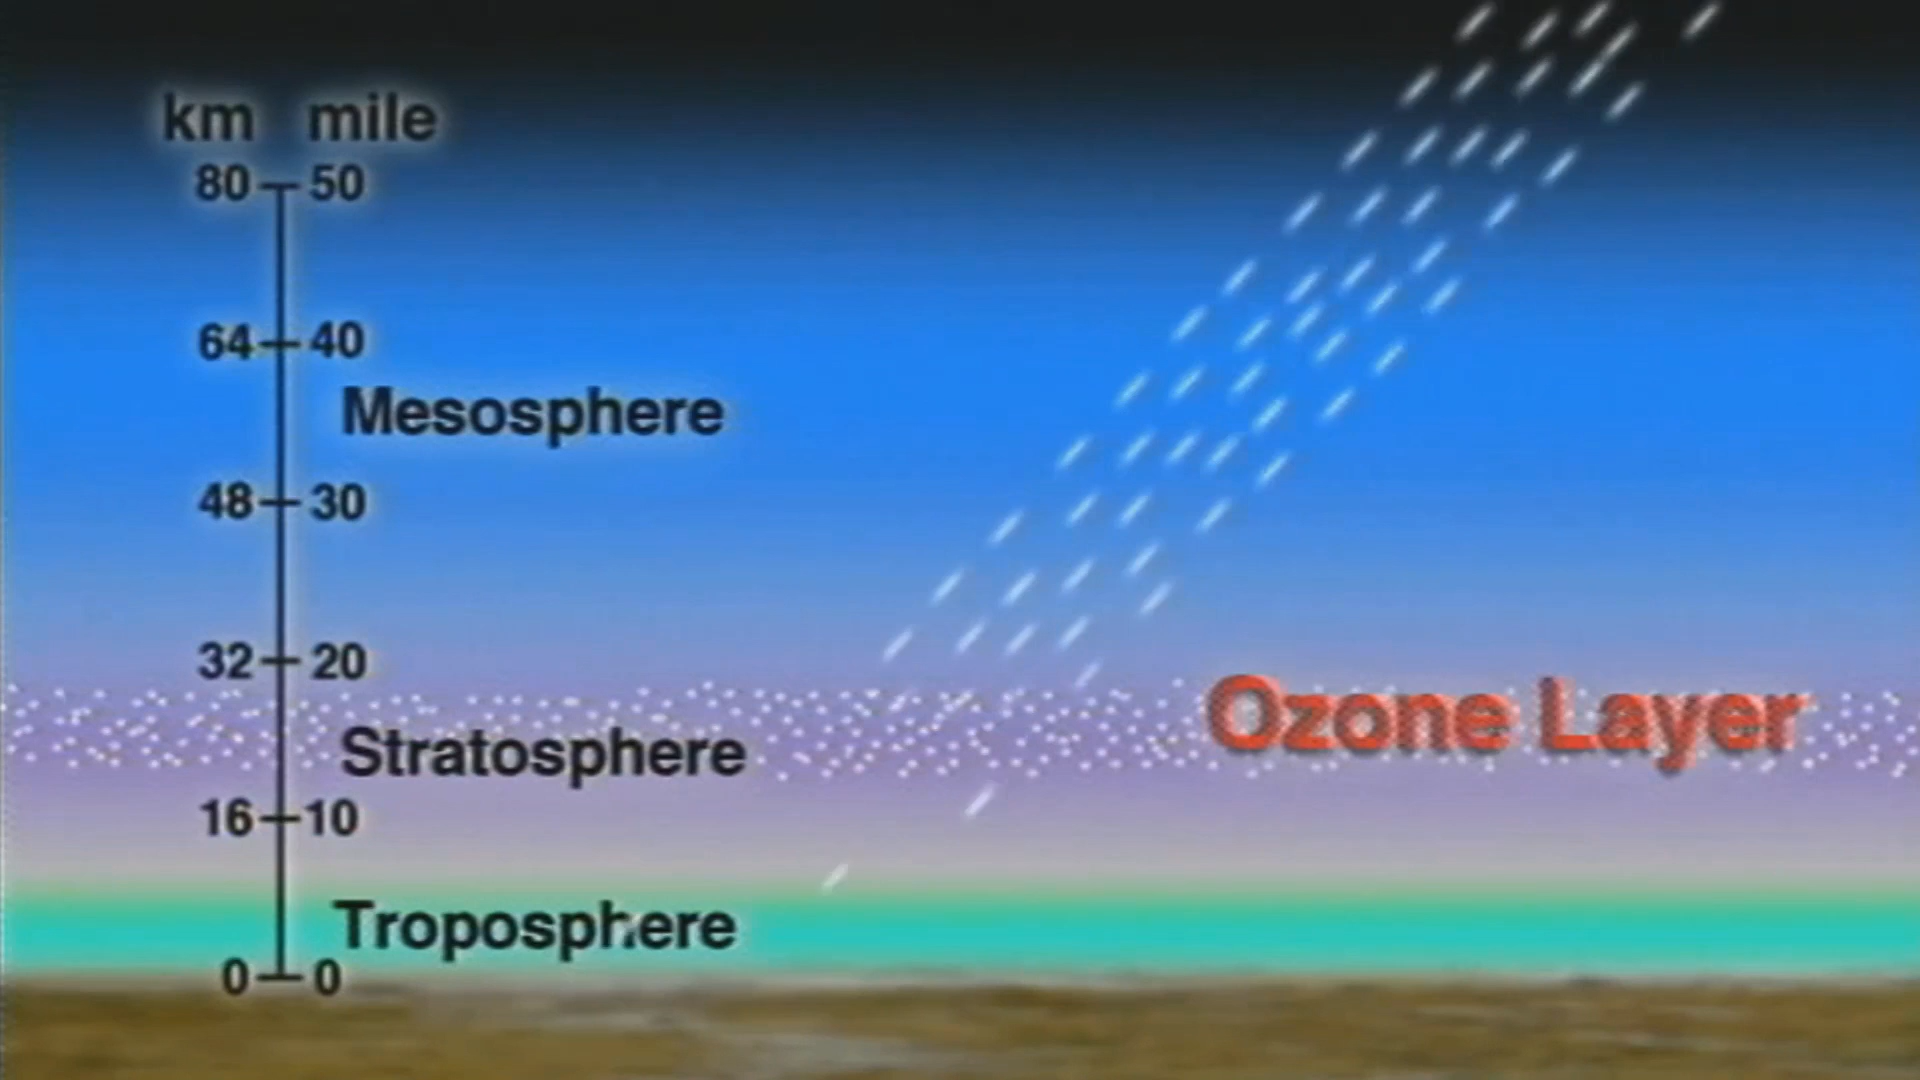 km mile
80 50
64 40
Mesosphere
48 30
32 20
Ozone Layer
Stratosphere
16 10
Troposphere
0 0